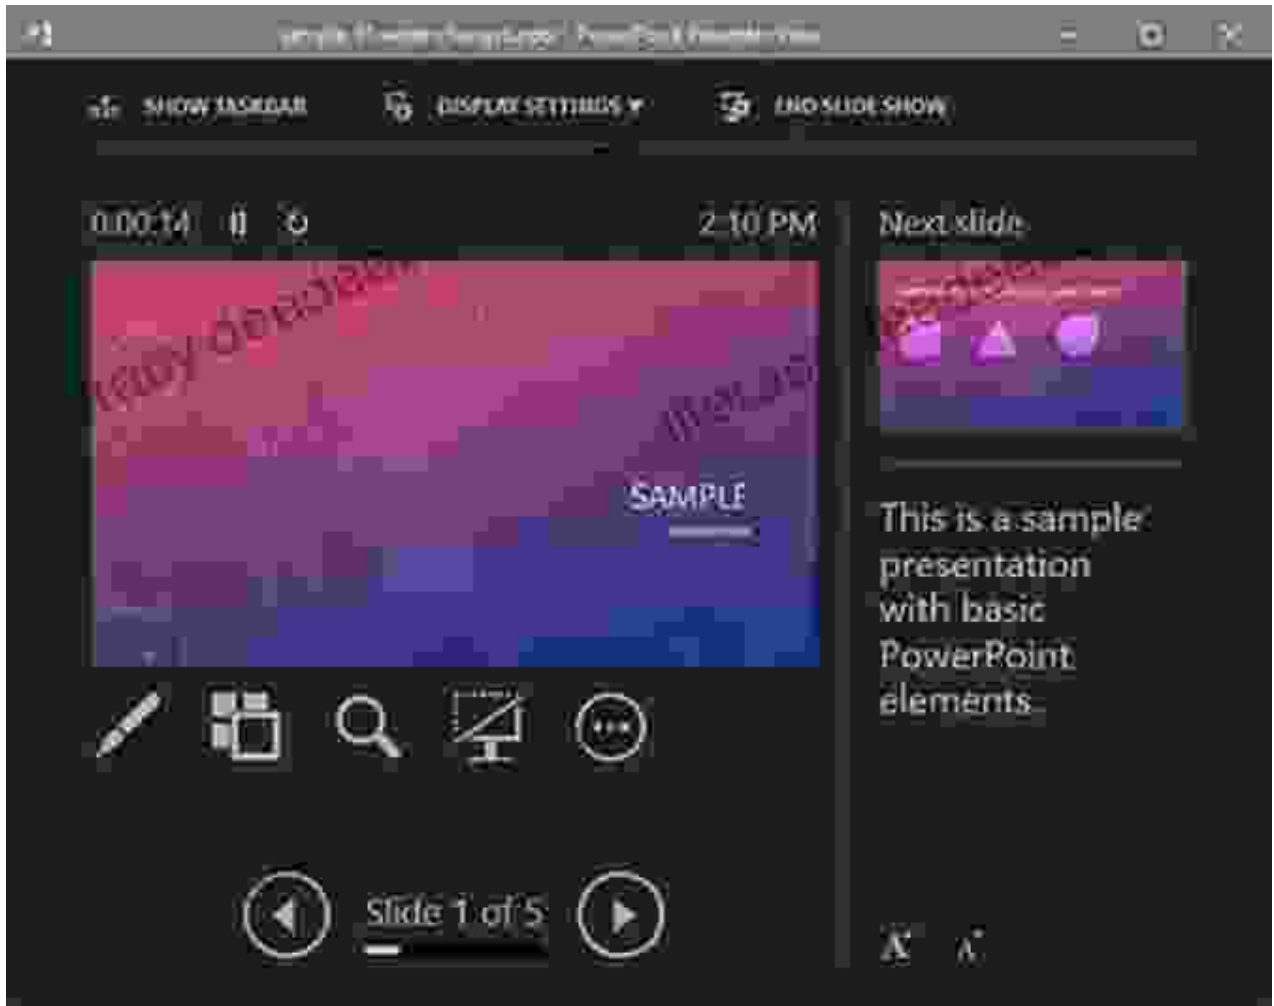 SHOW TASKBAR
DISPLAY SETTINGS
END SLIDE SHOW
0:00:14
2:10 PM
Next slide
SAMPLE
This is a sample
presentation
with basic
PowerPoint
elements
Slide 1 of 5
A
A